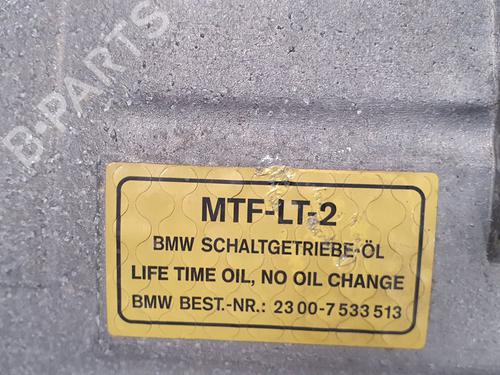 B-PARTS
MTF-LT-2
BMW SCHALTGETRIEBE-ÖL
LIFE TIME OIL, NO OIL CHANGE
BMW BEST.-NR.: 23 00-7 533 513